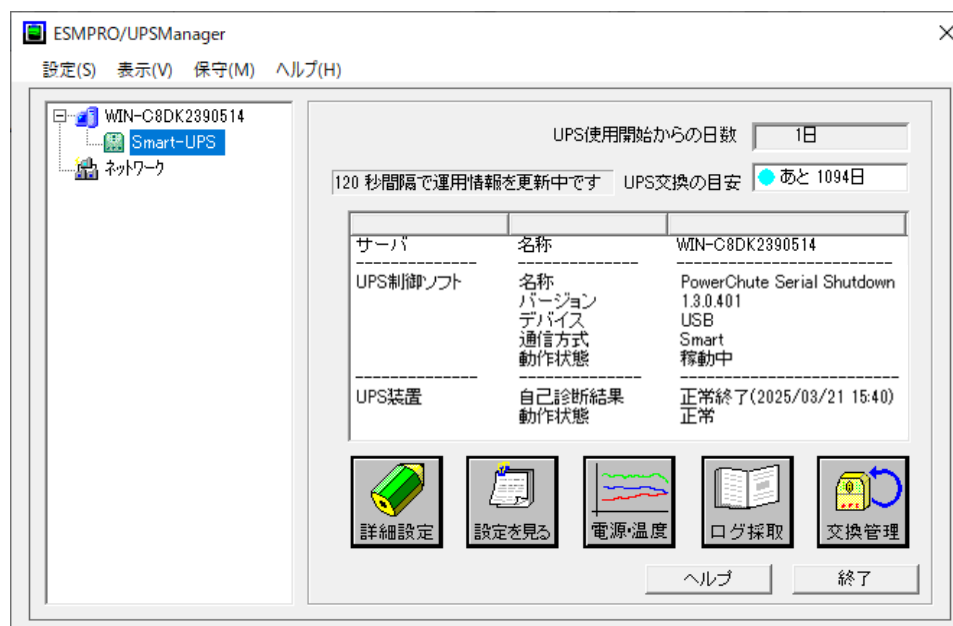 ESMPRO/UPSManager
設定(S) 表示(V) 保守(M) ヘルプ(H)
WIN-C8DK2390514
Smart-UPS
ネットワーク
UPS使用開始からの日数 1日
120 秒間隔で運用情報を更新中です UPS交換の目安 あと 1094日
サーバ 名称 WIN-C8DK2390514
UPS制御ソフト 名称 PowerChute Serial Shutdown
バージョン 1.3.0.401
デバイス USB
通信方式 Smart
動作状態 稼動中
UPS装置 自己診断結果 正常終了(2025/03/21 15:40)
動作状態 正常
詳細設定 設定を見る 電源・温度 ログ採取 交換管理
ヘルプ 終了